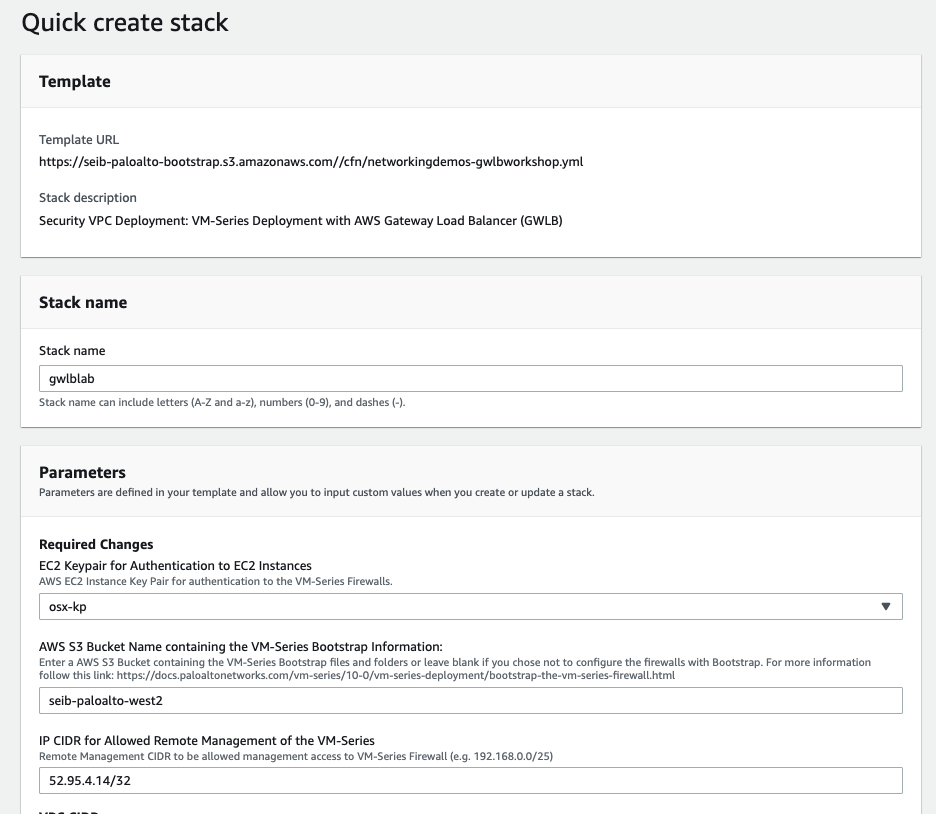 Quick create stack
Template
Template URL
https://seib-paloalto-bootstrap.s3.amazonaws.com//cfn/networkingdemos-gwlbworkshop.yml
Stack description
Security VPC Deployment: VM-Series Deployment with AWS Gateway Load Balancer (GWLB)
Stack name
Stack name
gwlblab
Stack name can include letters (A-Z and a-z), numbers (0-9), and dashes (-).
Parameters
Parameters are defined in your template and allow you to input custom values when you create or update a stack.
Required Changes
EC2 Keypair for Authentication to EC2 Instances
AWS EC2 Instance Key Pair for authentication to the VM-Series Firewalls.
osx-kp
AWS S3 Bucket Name containing the VM-Series Bootstrap Information:
Enter a AWS S3 Bucket containing the VM-Series Bootstrap files and folders or leave blank if you chose not to configure the firewalls with Bootstrap. For more information
follow this link: https://docs.paloaltonetworks.com/vm-series/10-0/vm-series-deployment/bootstrap-the-vm-series-firewall.html
seib-paloalto-west2
IP CIDR for Allowed Remote Management of the VM-Series
Remote Management CIDR to be allowed management access to VM-Series Firewall (e.g. 192.168.0.0/25)
52.95.4.14/32